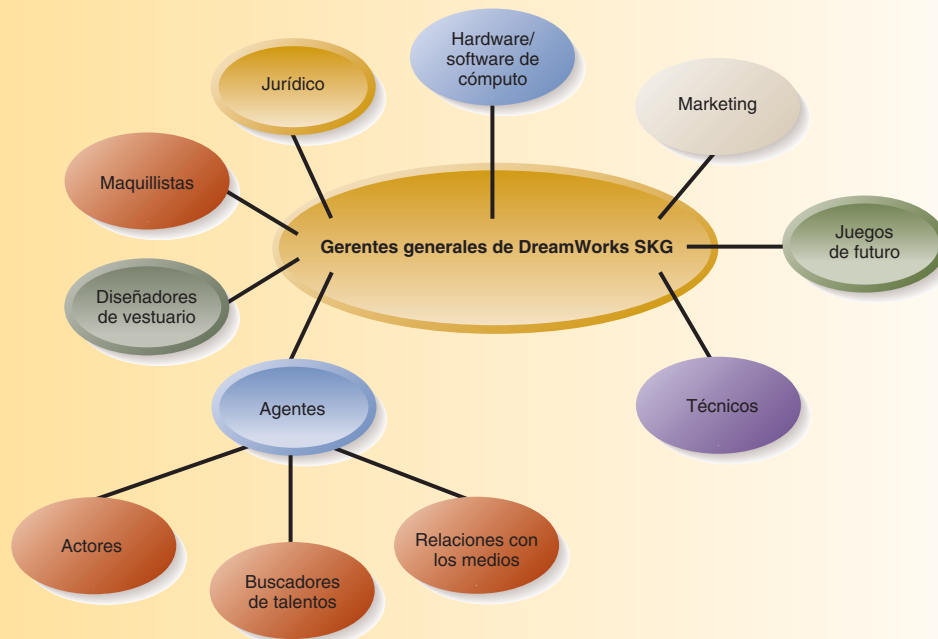 Hardware/
software de
cómputo
Jurídico
Marketing
Maquillistas
Gerentes generales de DreamWorks SKG
Juegos
de futuro
Diseñadores
de vestuario
Agentes
Técnicos
Actores
Relaciones con
los medios
Buscadores
de talentos